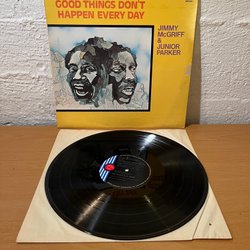 GOOD THINGS DON'T
HAPPEN EVERY DAY
JIMMY
McGRIFF
&
JUNIOR
PARKER